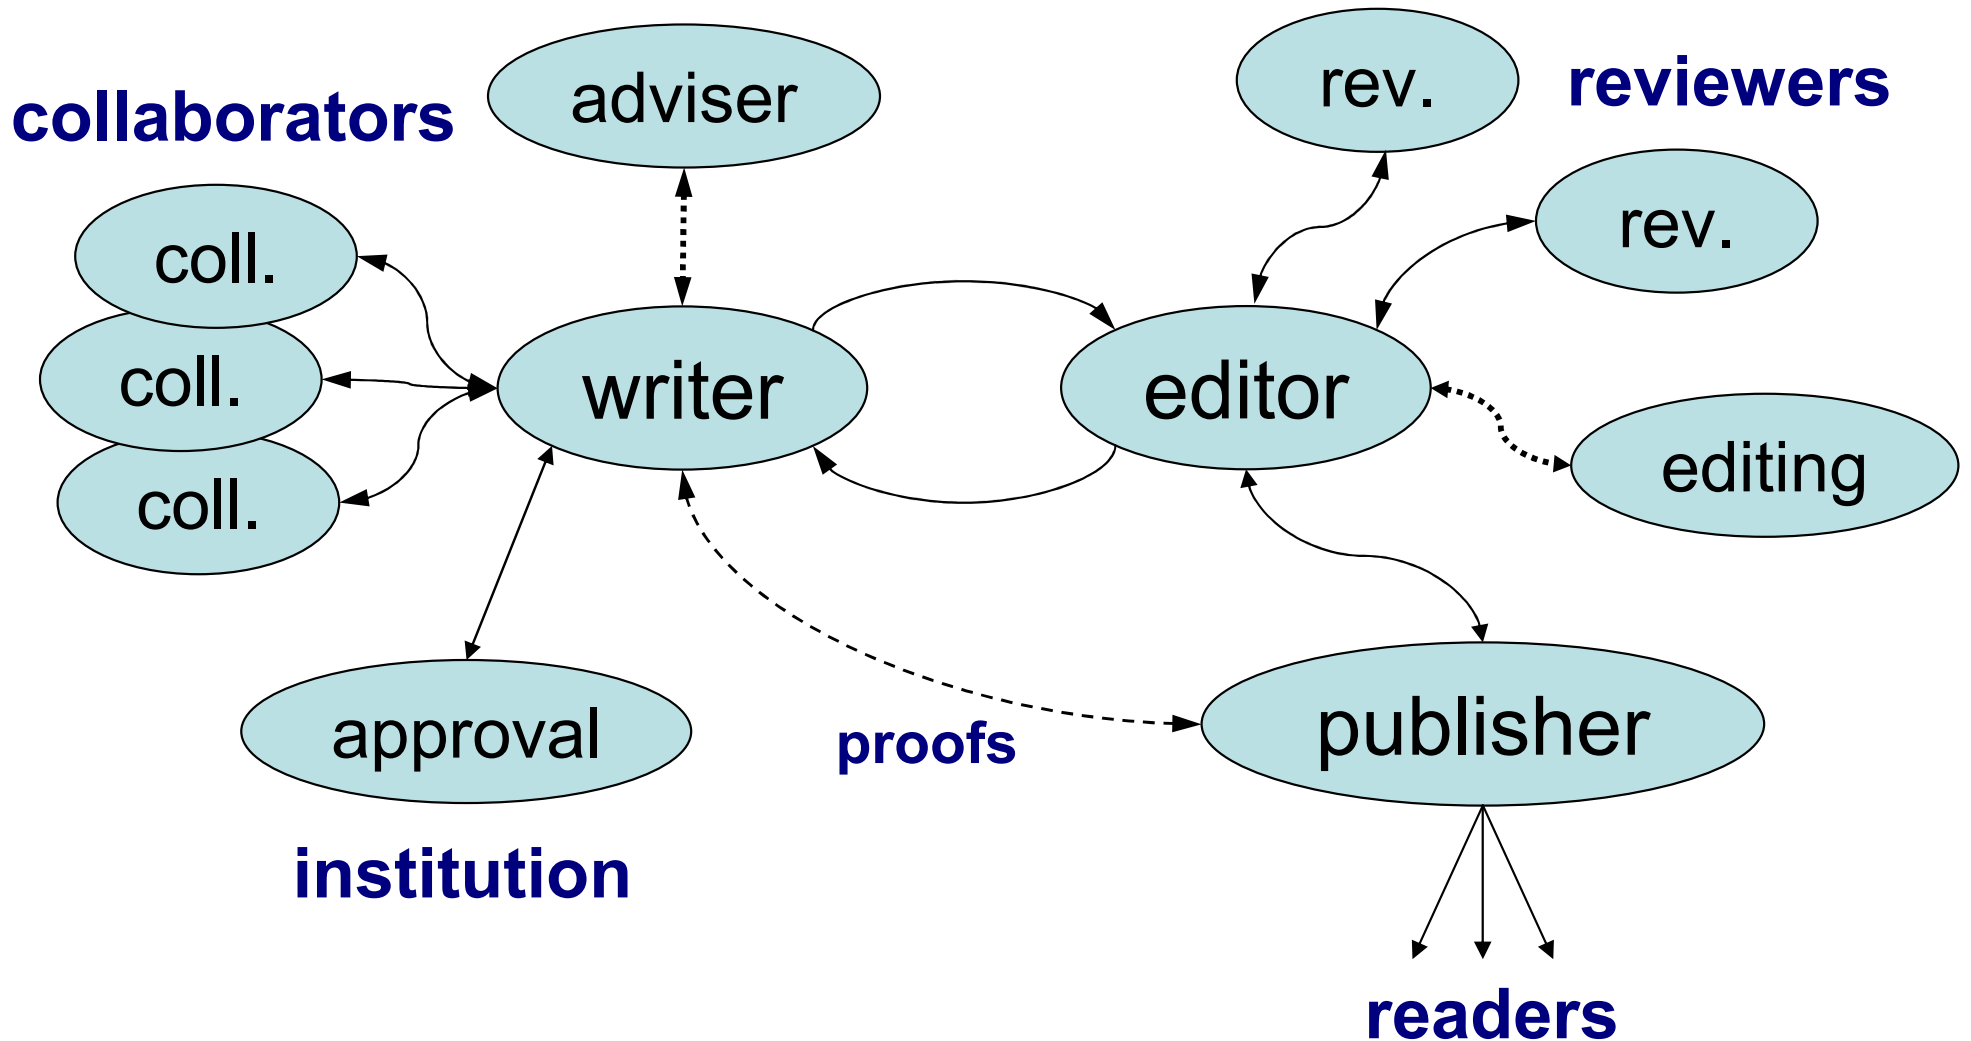 adviser
rev.
reviewers
collaborators
rev.
coll.
coll.
writer
editor
editing
coll.
approval
proofs
publisher
institution
readers